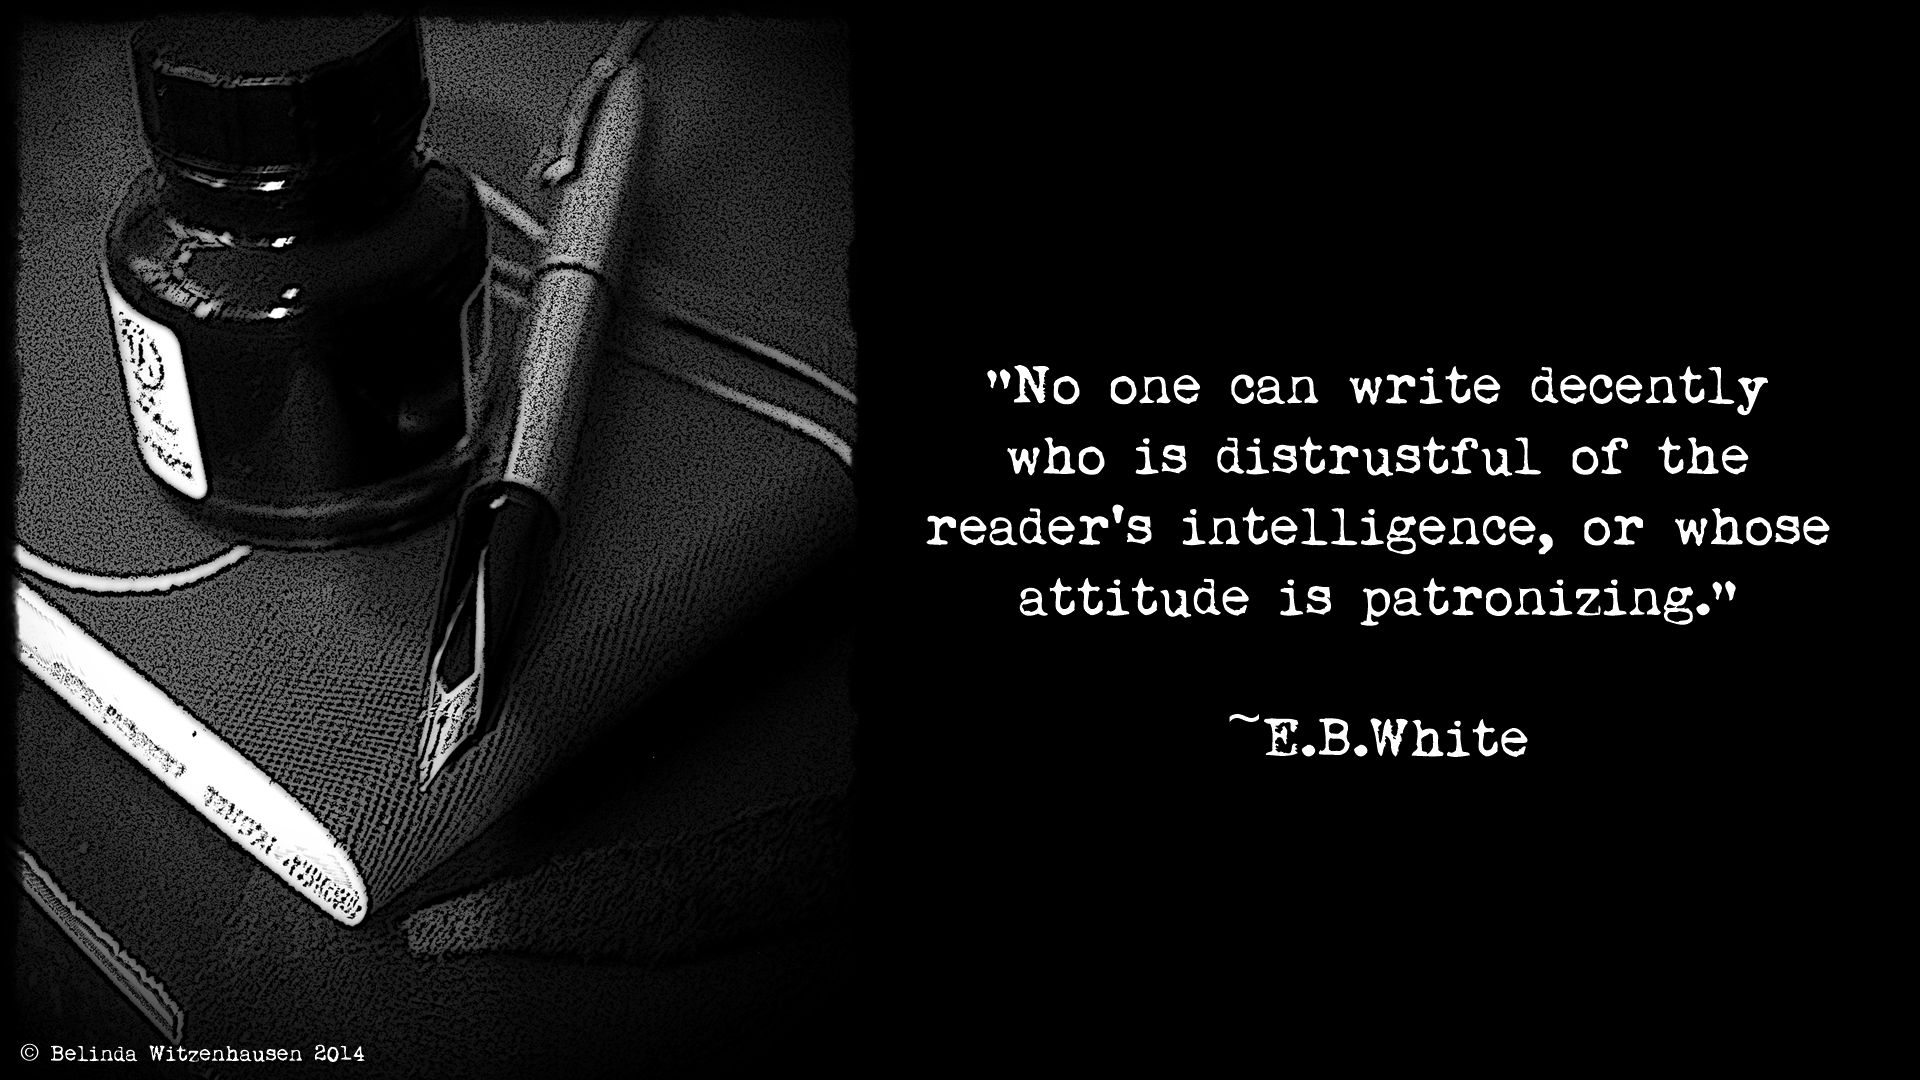 "No one can write decently
who is distrustful of the
reader's intelligence, or whose
attitude is patronizing."
~E.B.White
© Belinda Witzenhausen 2014